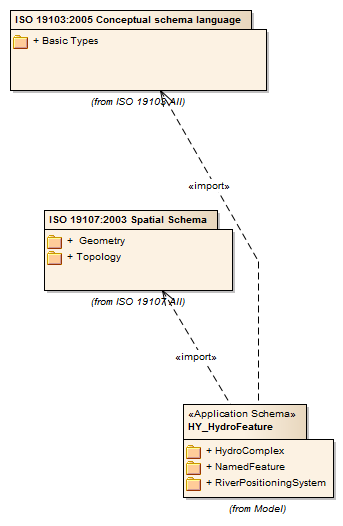 ISO 19103:2005 Conceptual schema language
+ Basic Types
(from ISO 19103 All)
«import»
ISO 19107:2003 Spatial Schema
+ Geometry
+ Topology
(from ISO 19107 All)
«import»
«Application Schema»
HY_HydroFeature
+ HydroComplex
+ NamedFeature
+ RiverPositioningSystem
(from Model)